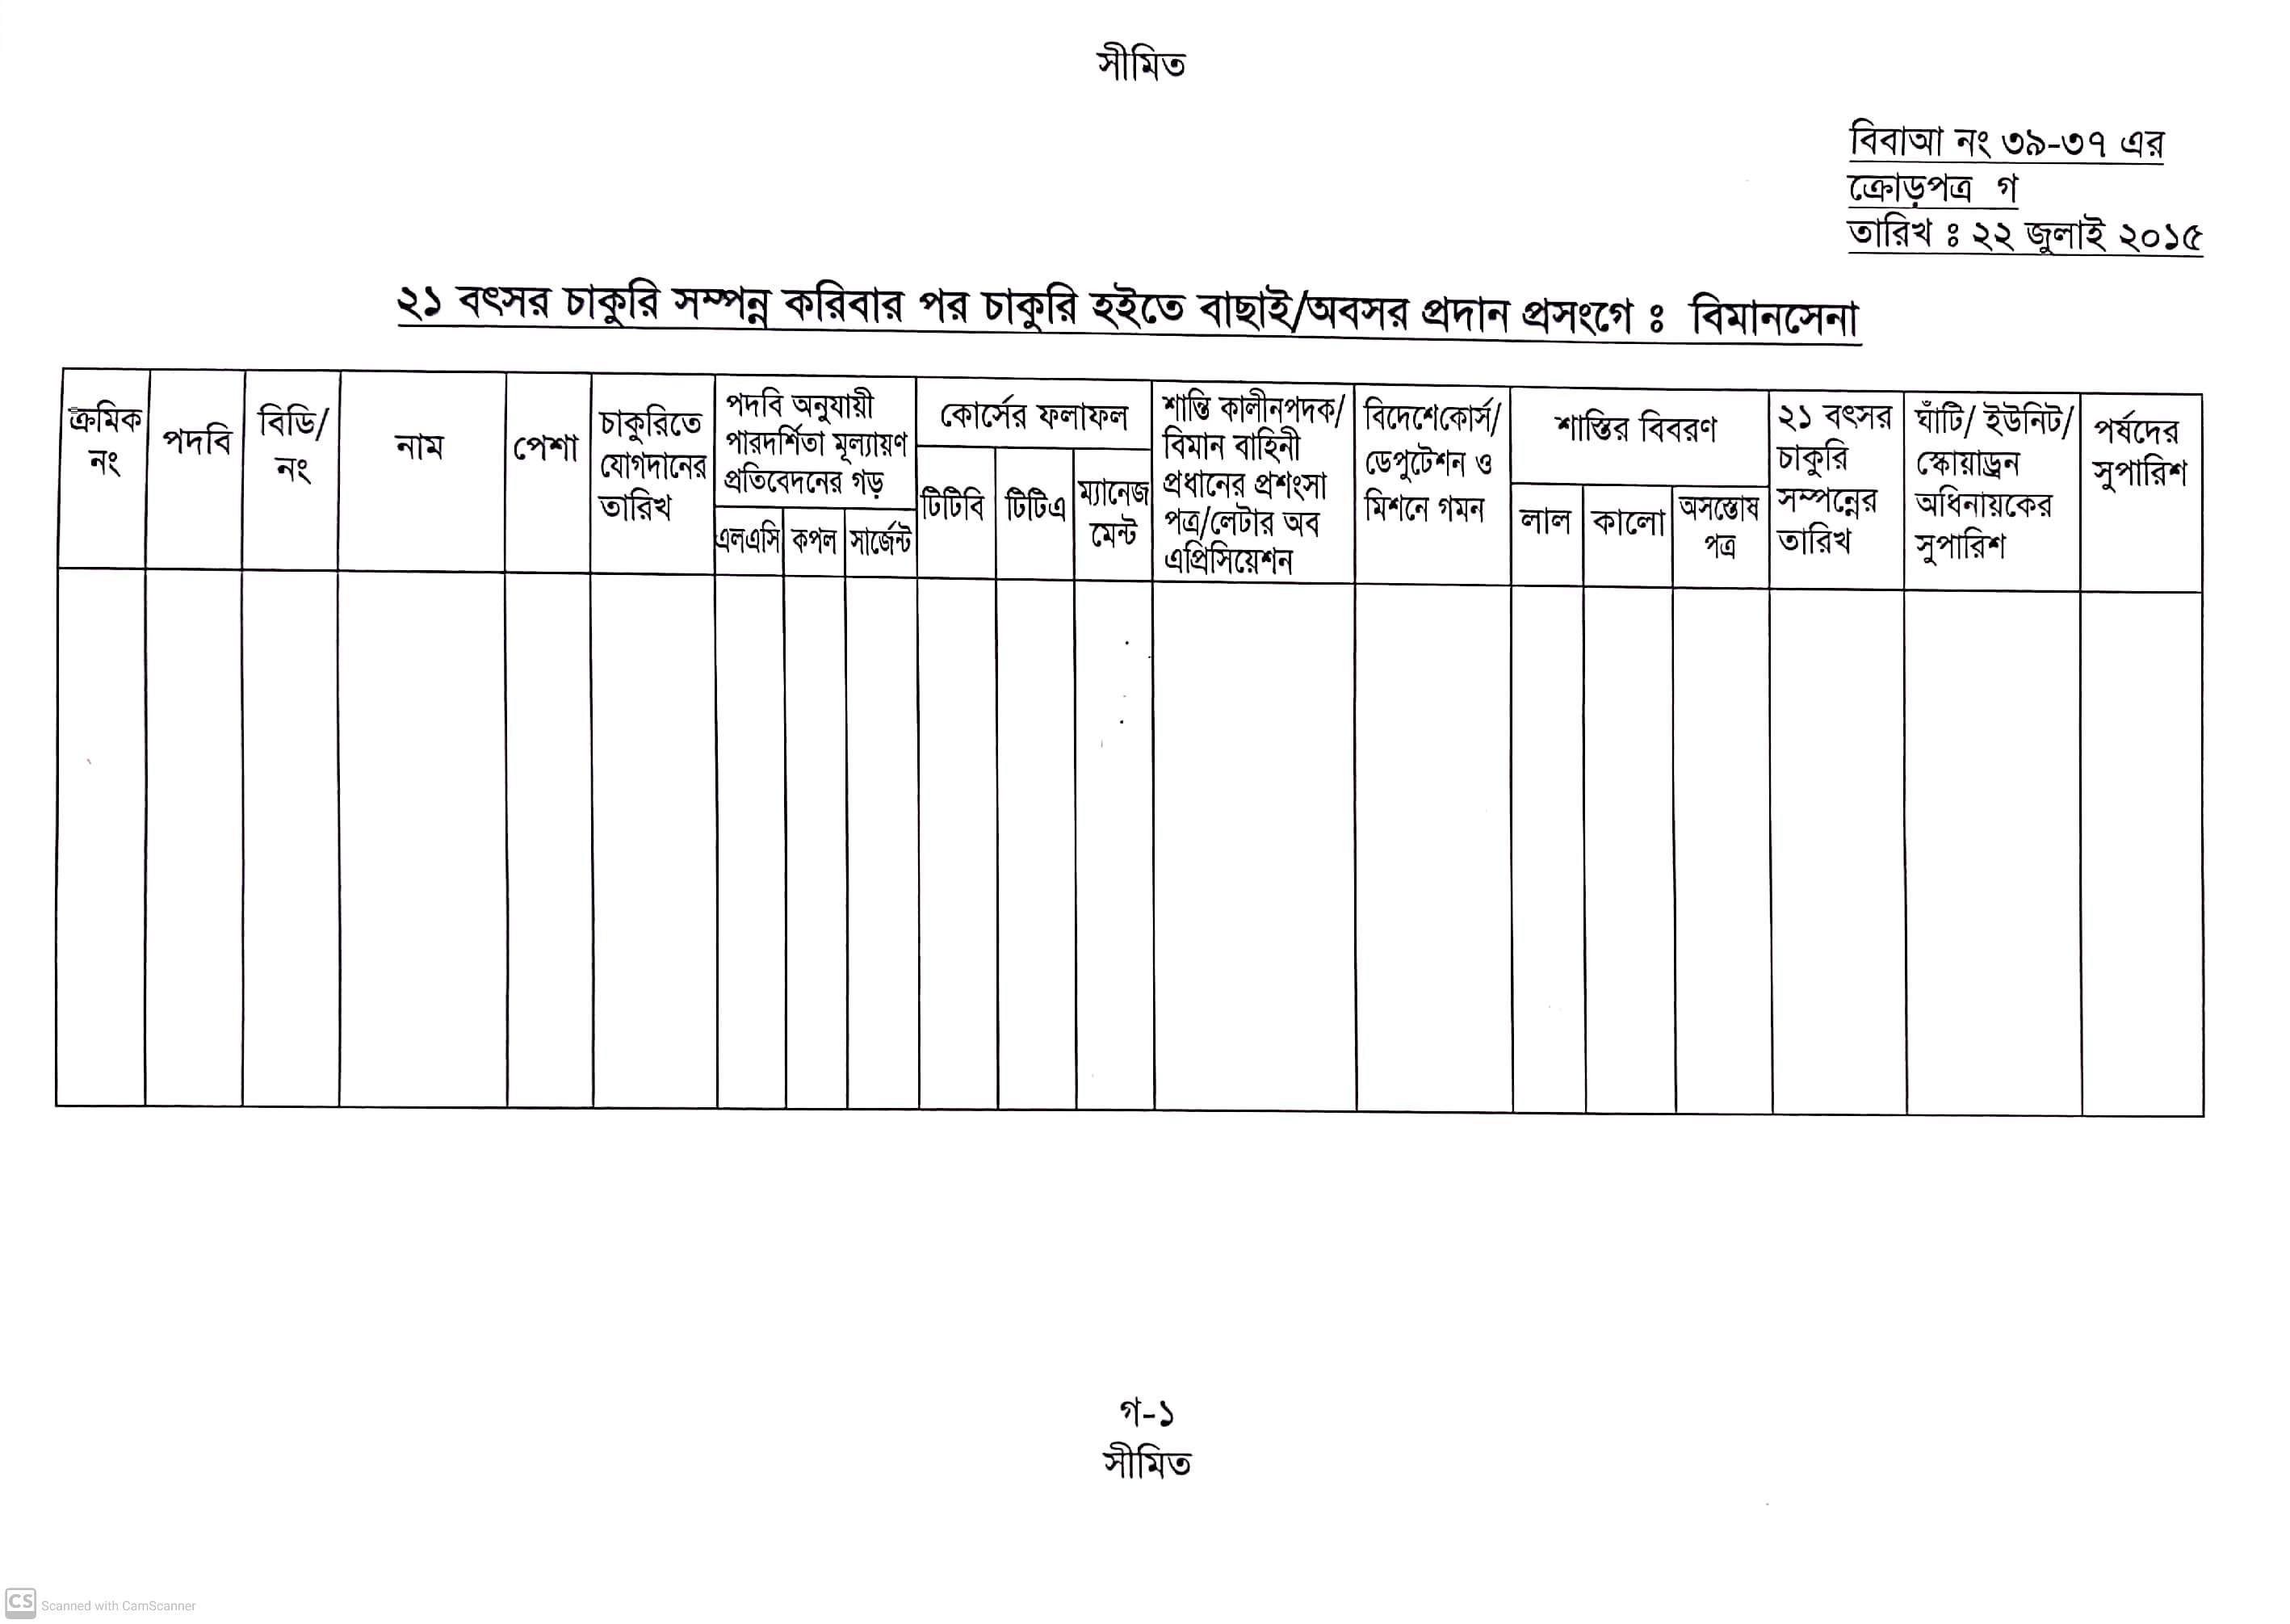 সীমিত
বিবাআ নং ৩৯-৩৭ এর
ক্রোড়পত্র গ
তারিখ ঃ ২২ জুলাই ২০১৫
২১ বৎসর চাকুরি সম্পন্ন করিবার পর চাকুরি হইতে বাছাই/অবসর প্রদান প্রসংগে ঃ বিমানসেনা
ক্রমিক
নং
পদবি
বিডি/
নং
নাম
পেশা
চাকুরিতে
যোগদানের
তারিখ
পদবি অনুযায়ী
পারদর্শিতা মূল্যায়ণ
প্রতিবেদনের গড়
এলএসি
কপল
সার্জেন্ট
কোর্সের ফলাফল
টিটিবি
টিটিএ
ম্যানেজ
মেন্ট
শান্তি কালীনপদক/
বিমান বাহিনী
প্রধানের প্রশংসা
পত্র/লেটার অব
এপ্রিসিয়েশন
বিদেশেকোর্স/
ডেপুটেশন ও
মিশনে গমন
শাস্তির বিবরণ
লাল
কালো
অসন্তোষ
পত্র
২১ বৎসর
চাকুরি
সম্পন্নের
তারিখ
ঘাঁটি/ ইউনিট/
স্কোয়াড্রন
অধিনায়কের
সুপারিশ
পর্ষদের
সুপারিশ
গ-১
সীমিত
CS Scanned with CamScanner